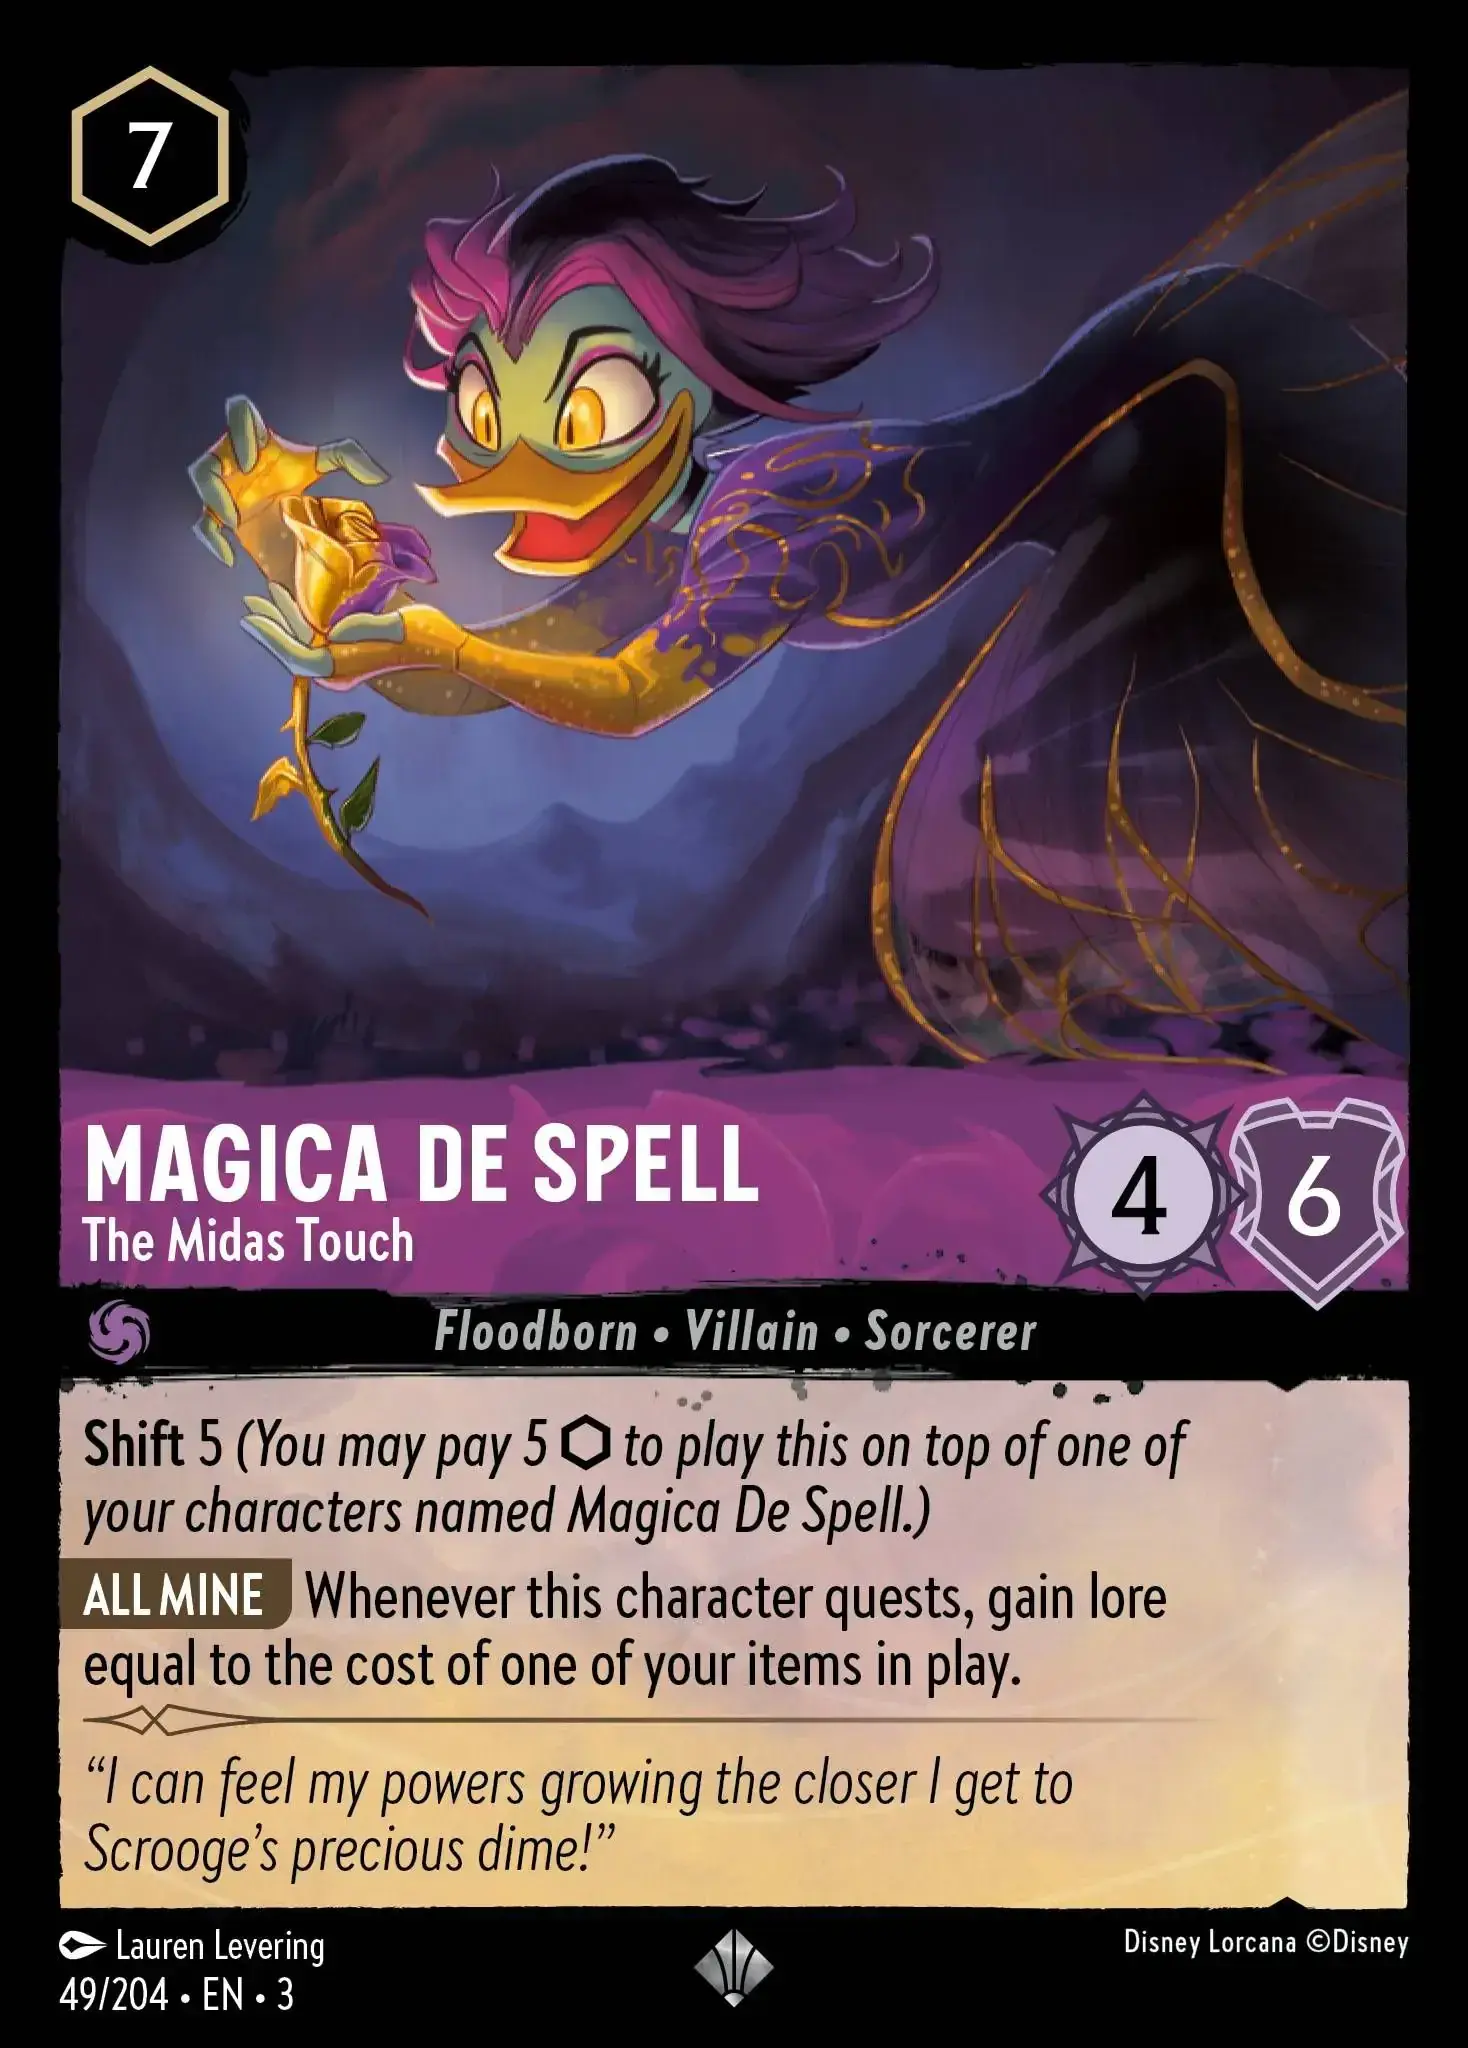 7
MAGICA DE SPELL
The Midas Touch
4
6
Floodborn • Villain • Sorcerer
Shift 5 (You may pay 5 ⬡ to play this on top of one of
your characters named Magica De Spell.)
ALL MINE Whenever this character quests, gain lore
equal to the cost of one of your items in play.
“I can feel my powers growing the closer I get to
Scrooge’s precious dime!”
Lauren Levering
Disney Lorcana ©Disney
49/204 • EN • 3